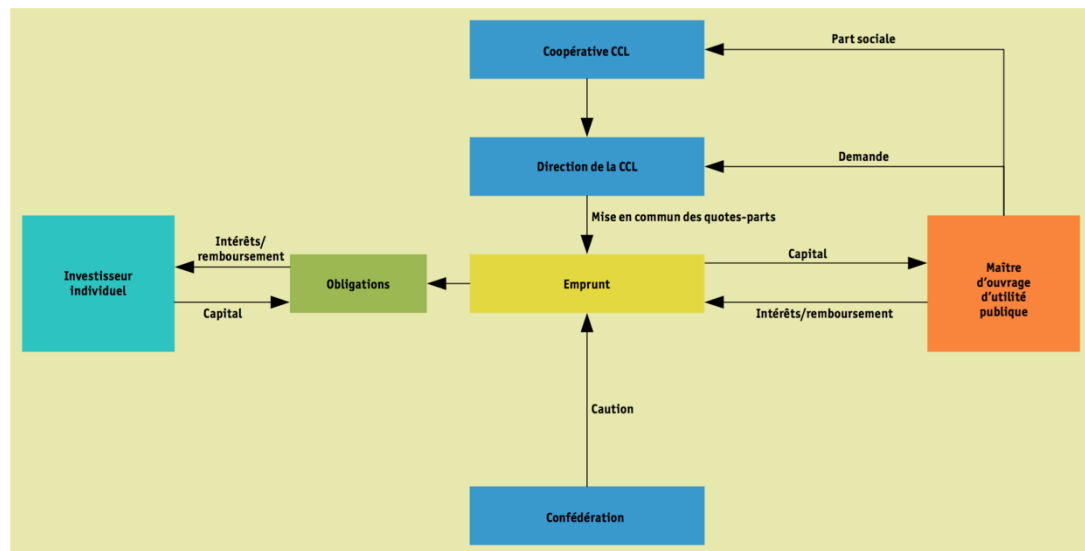 Coopérative CCL
Part sociale
Direction de la CCL
Demande
Mise en commun des quotes-parts
Investisseur
individuel
Intérêts/
remboursement
Capital
Obligations
Emprunt
Capital
Intérêts/remboursement
Maître
d'ouvrage
d'utilité
publique
Caution
Confédération